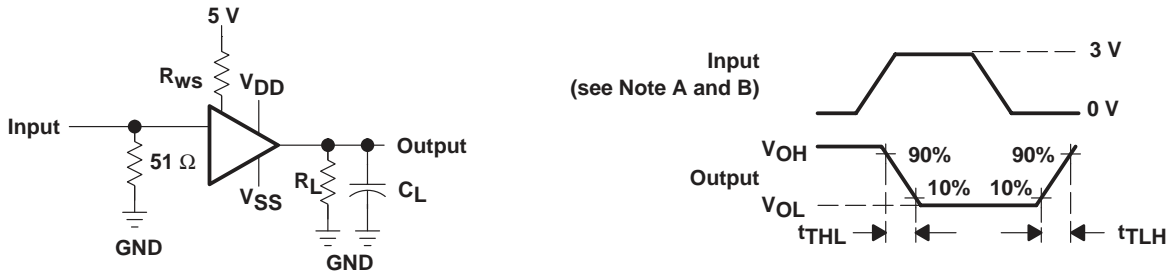 5 V
RWS
VDD
Input
51 Ω
VSS
RL
CL
Output
GND
GND
Input
(see Note A and B)
3 V
0 V
Output
VOH
VOL
90%
90%
10%
10%
tTHL
tTLH